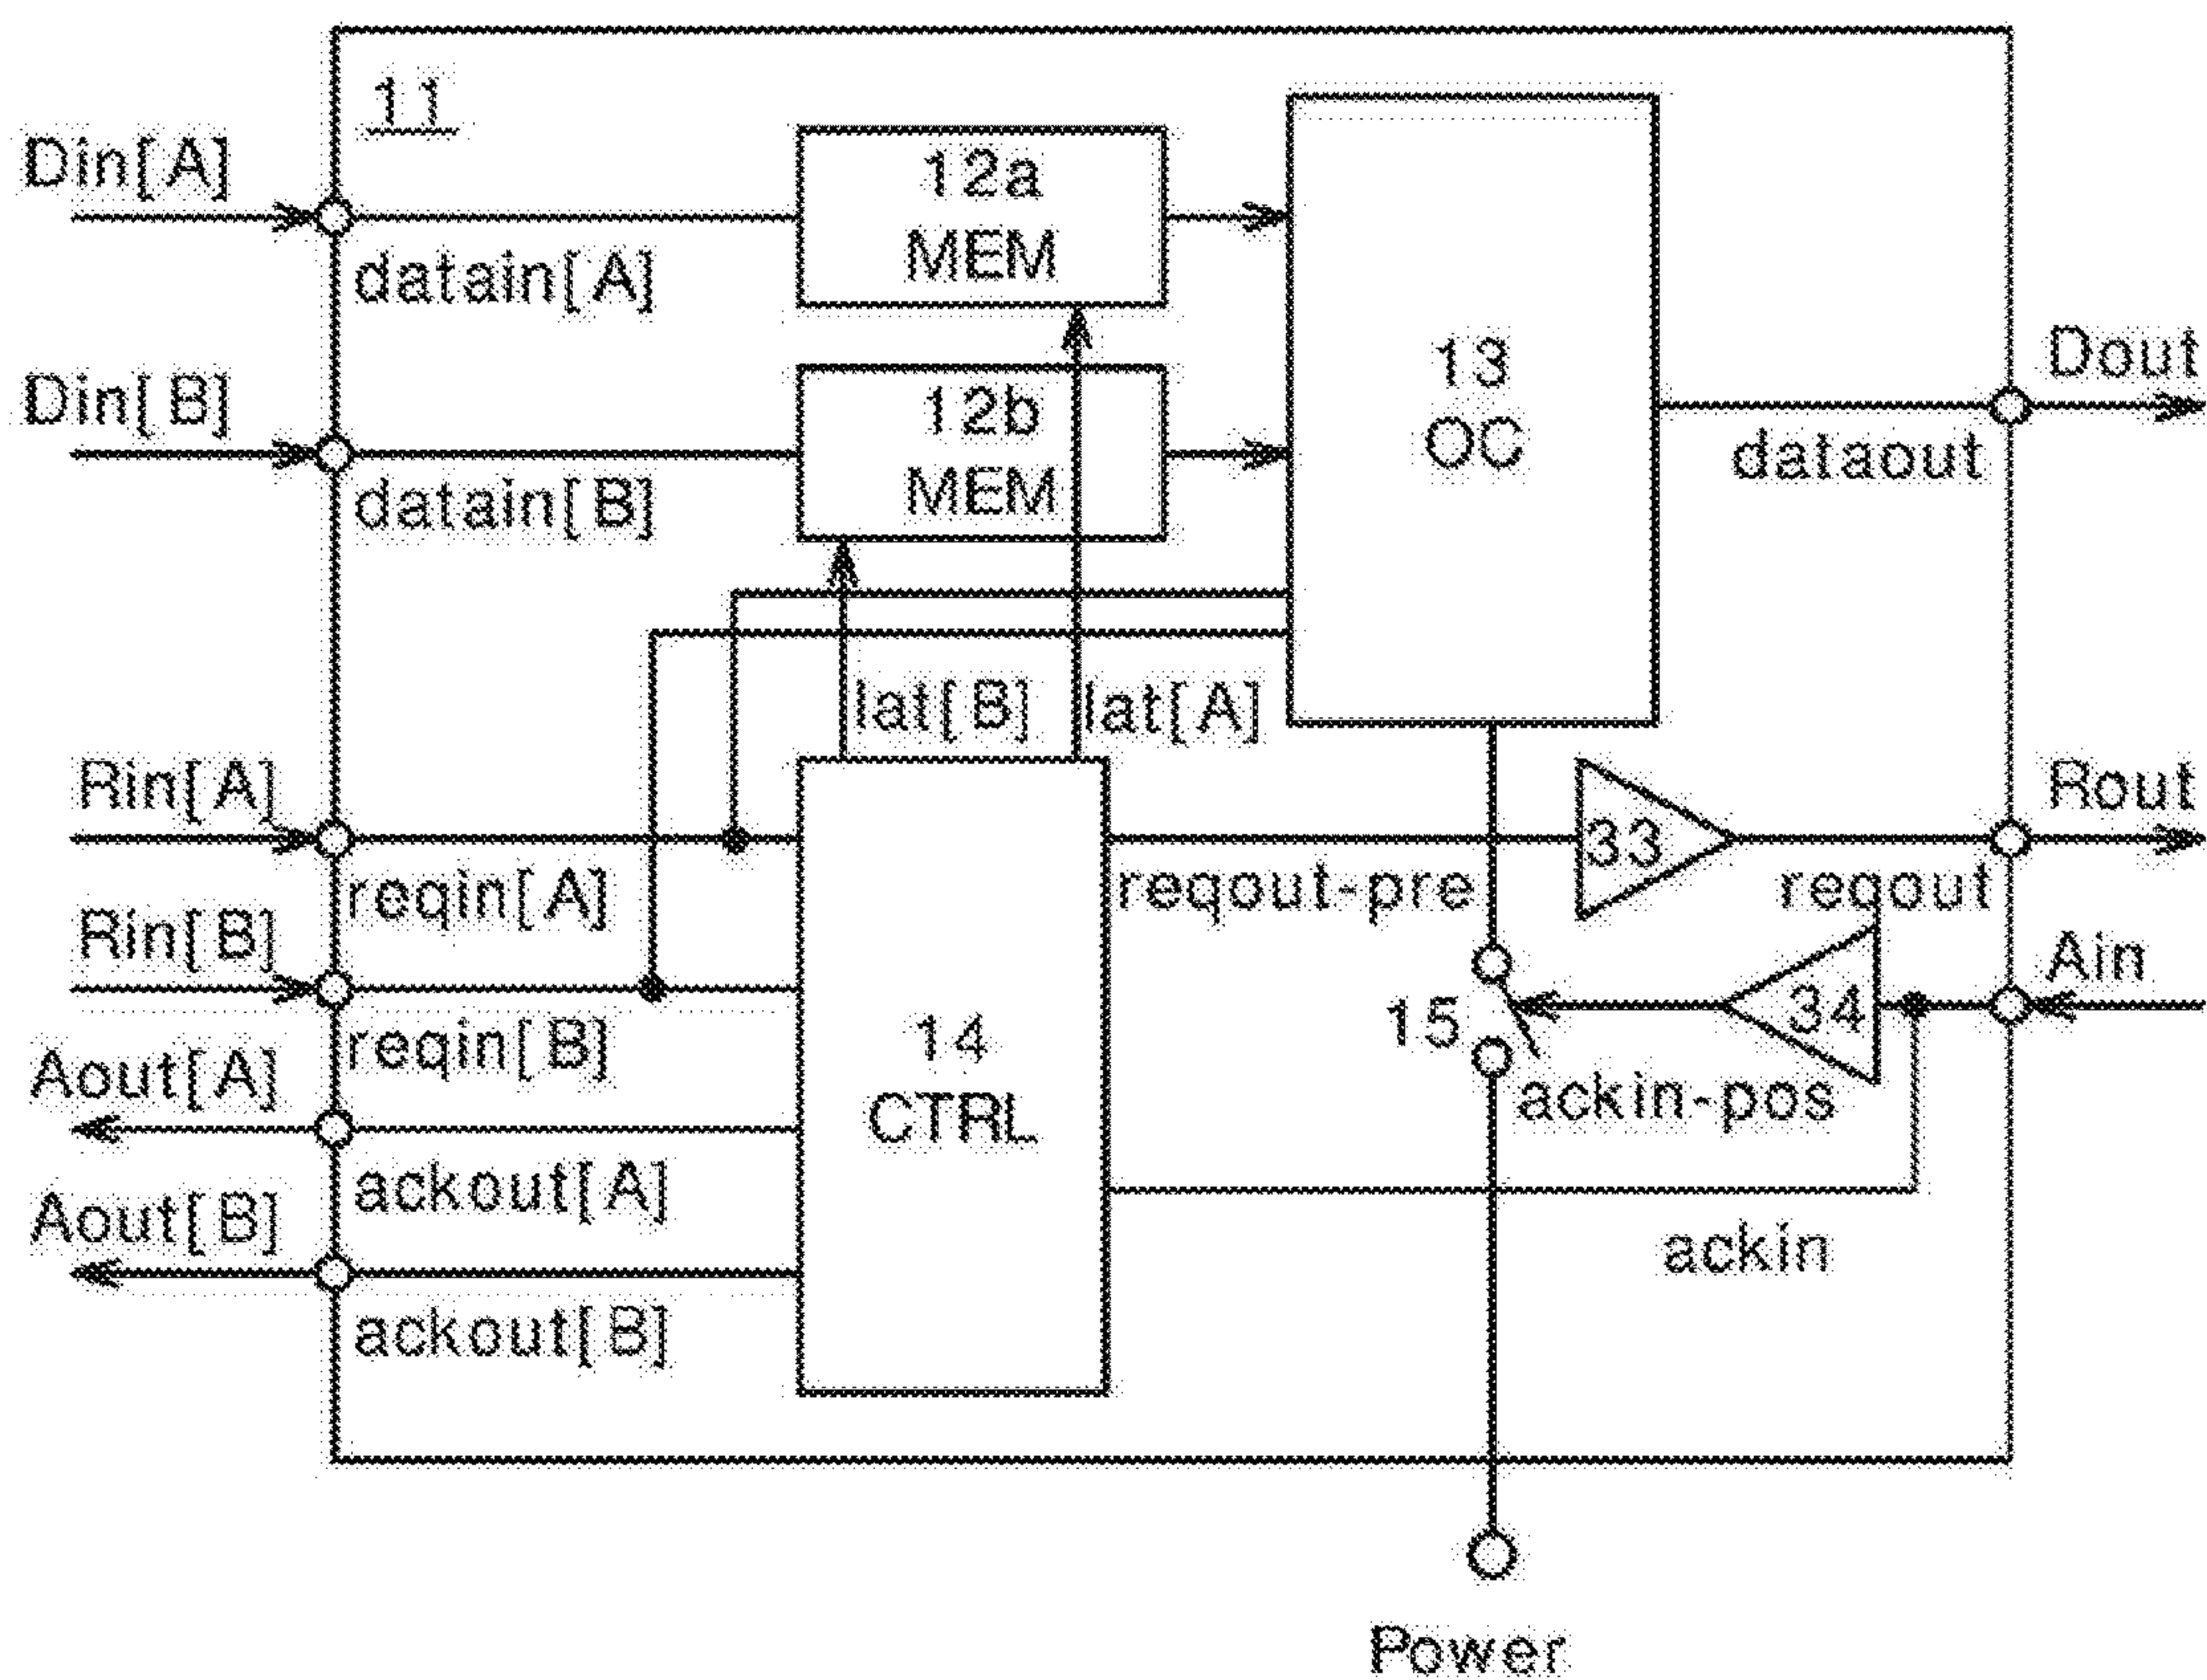 11
Din[A]
12a
MEM
datain[A]
Din[B]
12b
MEM
datain[B]
13
OC
Dout
dataout
lat[B]
lat[A]
Rin[A]
reqin[A]
Rin[B]
reqin[B]
Aout[A]
ackout[A]
Aout[B]
ackout[B]
14
CTRL
reqout-pre
33
Rout
reqout
Ain
34
15
ackin-pos
ackin
Power